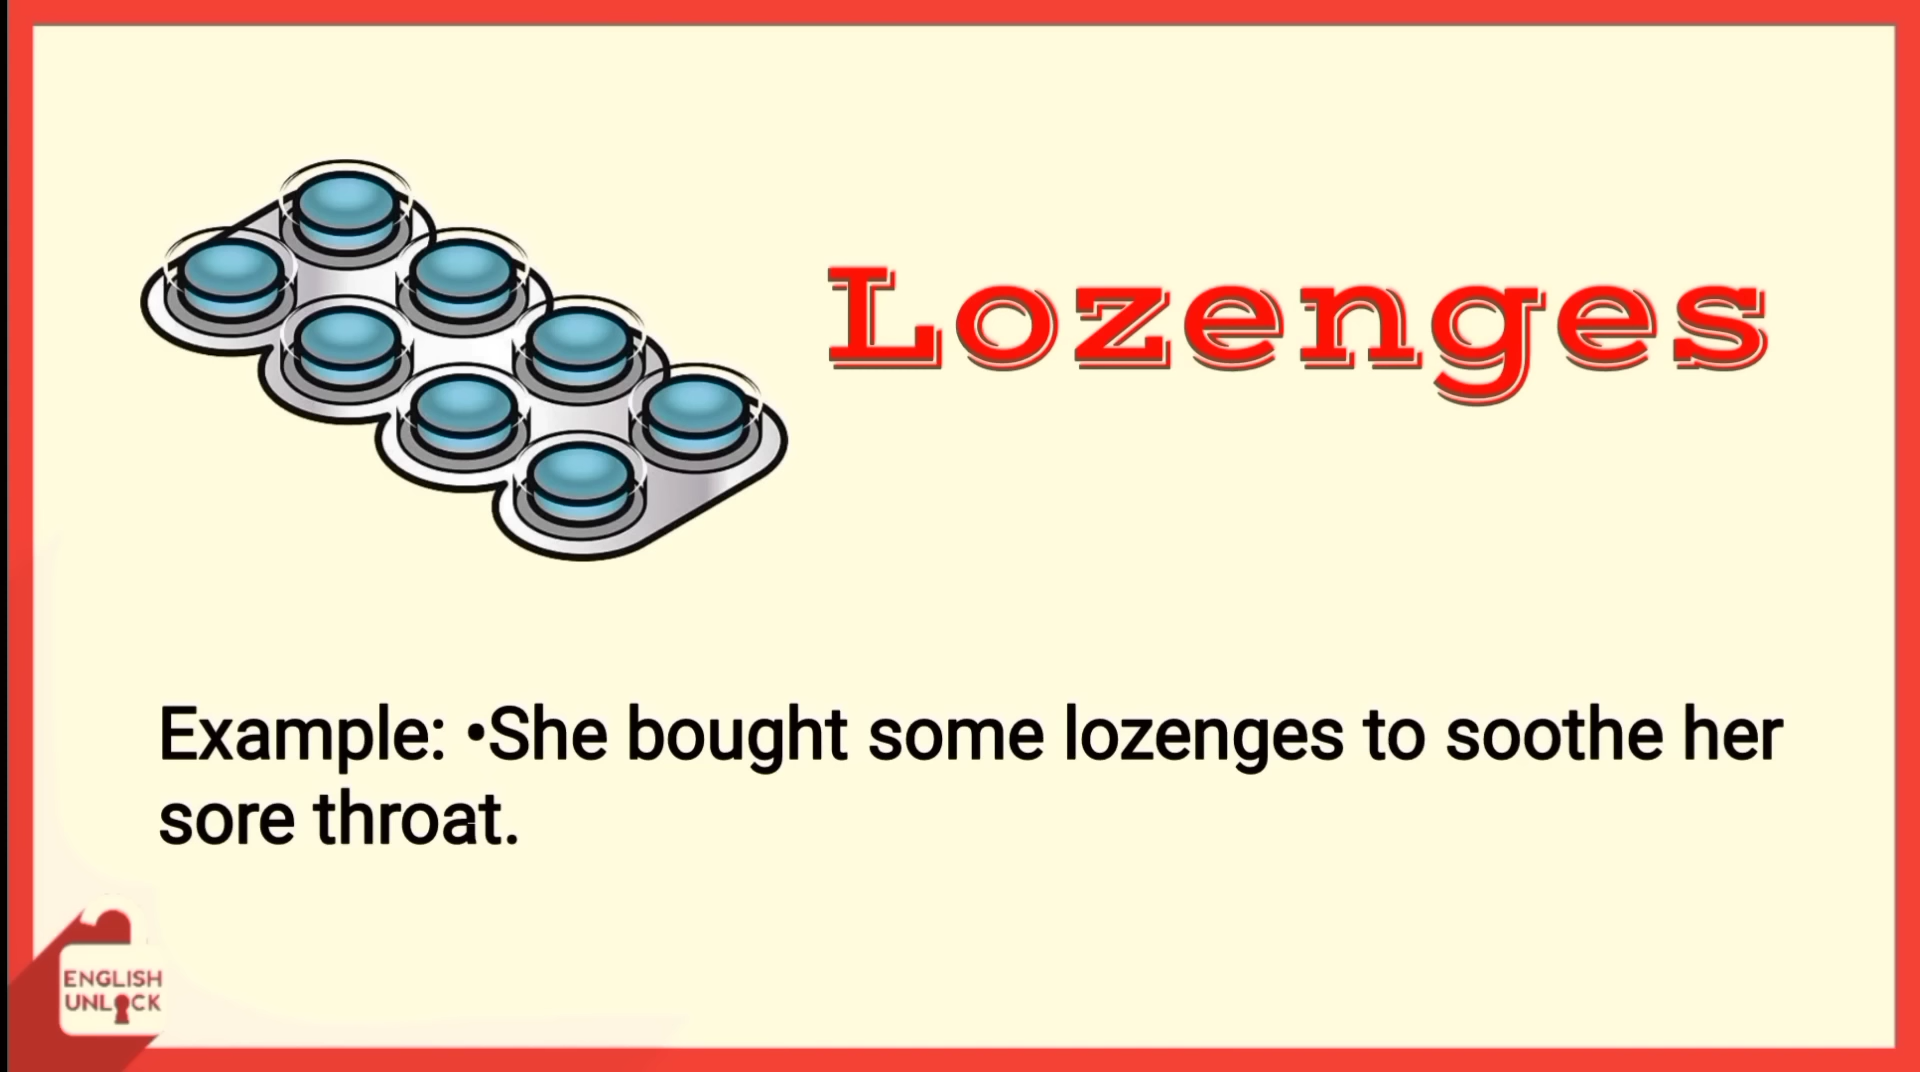 Lozenges
Example: •She bought some lozenges to soothe her
sore throat.
ENGLISH
UNLOCK